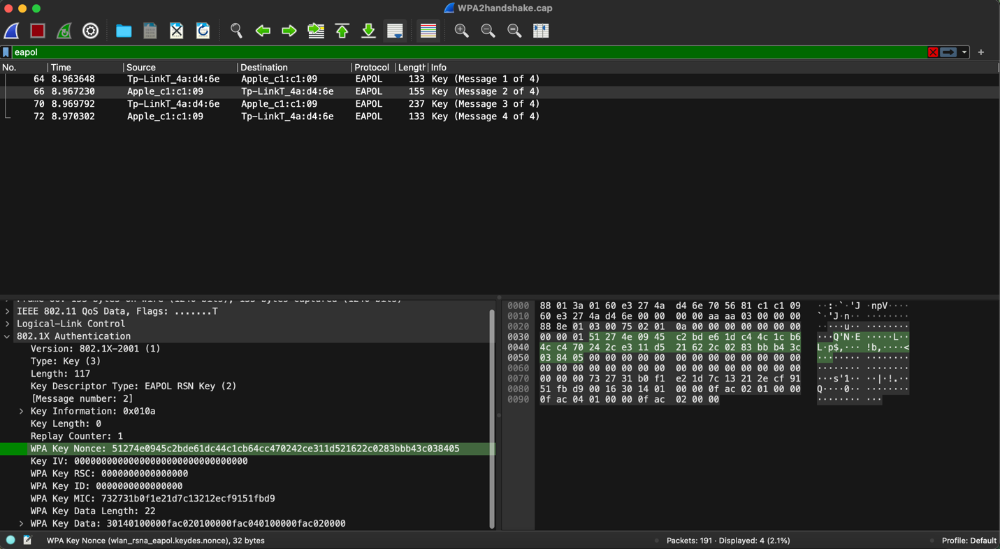 WPA2handshake.cap
eapol
No. Time Source Destination Protocol Length Info
64 8.963648 Tp-LinkT_4a:d4:6e Apple_c1:c1:09 EAPOL 133 Key (Message 1 of 4)
66 8.967230 Apple_c1:c1:09 Tp-LinkT_4a:d4:6e EAPOL 155 Key (Message 2 of 4)
70 8.969792 Tp-LinkT_4a:d4:6e Apple_c1:c1:09 EAPOL 237 Key (Message 3 of 4)
72 8.970302 Apple_c1:c1:09 Tp-LinkT_4a:d4:6e EAPOL 133 Key (Message 4 of 4)
IEEE 802.11 QoS Data, Flags: .......T
Logical-Link Control
802.1X Authentication
Version: 802.1X-2001 (1)
Type: Key (3)
Length: 117
Key Descriptor Type: EAPOL RSN Key (2)
[Message number: 2]
Key Information: 0x010a
Key Length: 0
Replay Counter: 1
WPA Key Nonce: 51274e0945c2bde61dc44c1cb64cc470242ce311d521622c0283bbb43c038405
Key IV: 00000000000000000000000000000000
WPA Key RSC: 0000000000000000
WPA Key ID: 0000000000000000
WPA Key MIC: 732731b0f1e21d7c13212ecf9151fbd9
WPA Key Data Length: 22
WPA Key Data: 30140100000fac020100000fac040100000fac020000
0000 88 01 3a 01 60 e3 27 4a d4 6e 70 56 81 c1 c1 09 ··:·`·'J ·npV····
0010 60 e3 27 4a d4 6e 00 00 00 00 aa aa 03 00 00 00 `·'J·n·· ········
0020 88 8e 01 03 00 75 02 01 0a 00 00 00 00 00 00 00 ·····u·· ········
0030 00 00 01 51 27 4e 09 45 c2 bd e6 1d c4 4c 1c b6 ···Q'N·E ·····L··
0040 4c c4 70 24 2c e3 11 d5 21 62 2c 02 83 bb b4 3c L·p$,··· !b,····<
0050 03 84 05 00 00 00 00 00 00 00 00 00 00 00 00 00 ········ ········
0060 00 00 00 00 00 00 00 00 00 00 00 00 00 00 00 00 ········ ········
0070 00 00 00 73 27 31 b0 f1 e2 1d 7c 13 21 2e cf 91 ···s'1·· ··|·!.··
0080 51 fb d9 00 16 30 14 01 00 00 0f ac 02 01 00 00 Q····0·· ········
0090 0f ac 04 01 00 00 0f ac 02 00 00 ········ ···
WPA Key Nonce (wlan_rsna_eapol.keydes.nonce), 32 bytes
Packets: 191 · Displayed: 4 (2.1%)
Profile: Default